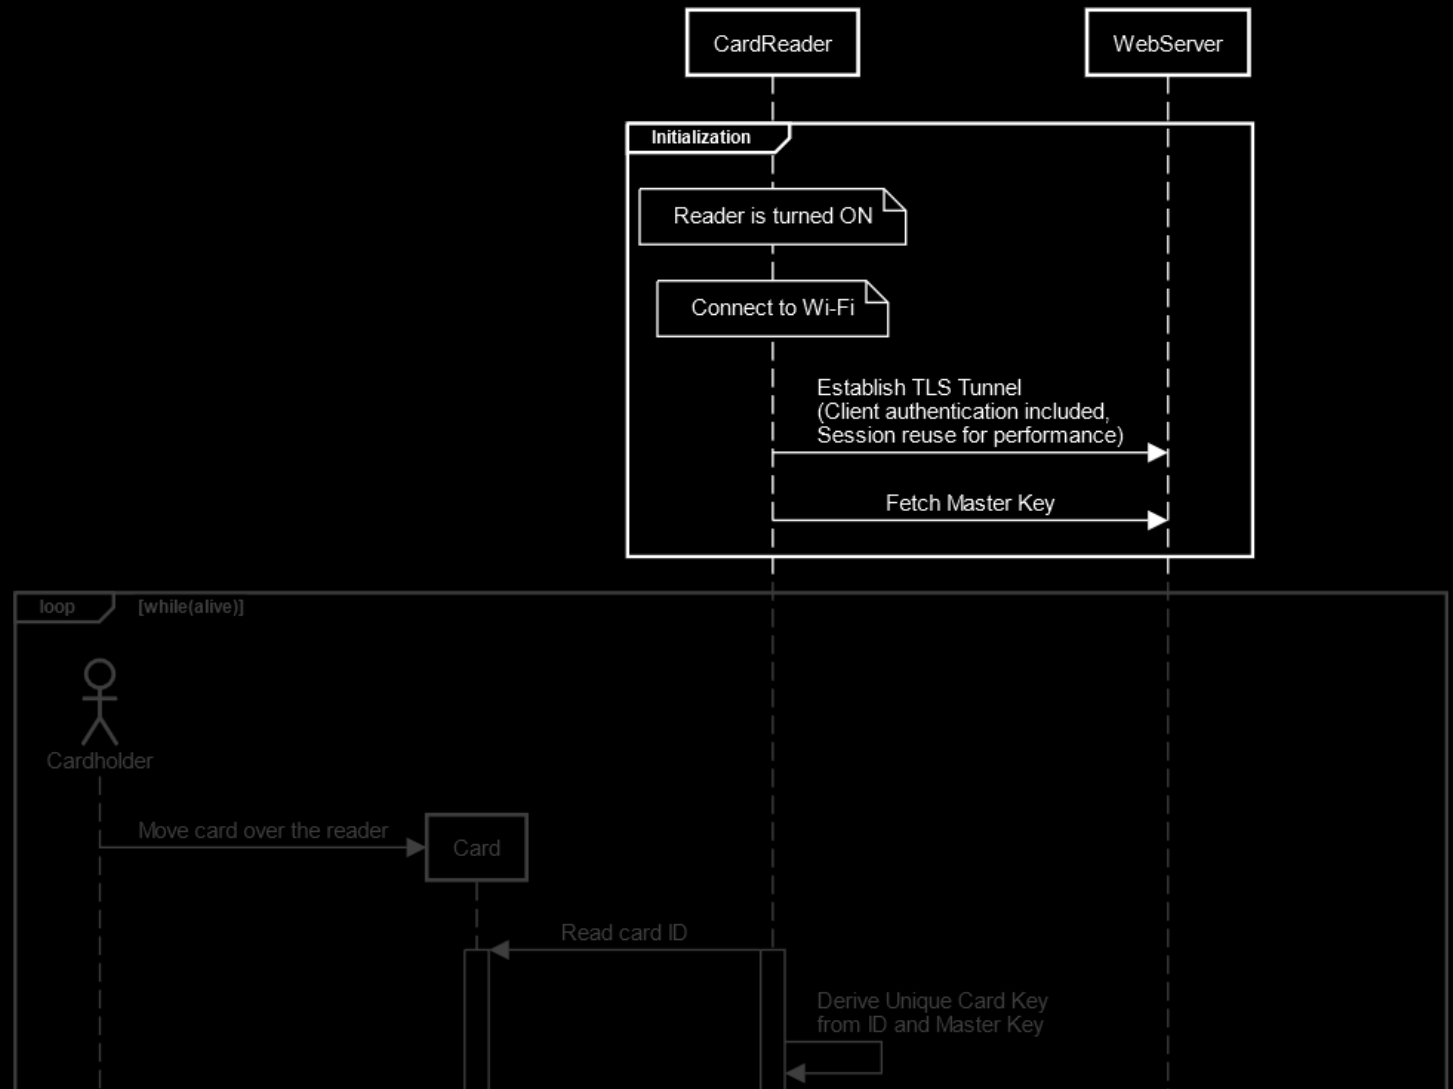 CardReader
WebServer
Initialization
Reader is turned ON
Connect to Wi-Fi
Establish TLS Tunnel
(Client authentication included,
Session reuse for performance)
Fetch Master Key
loop
[while(alive)]
Cardholder
Move card over the reader
Card
Read card ID
Derive Unique Card Key
from ID and Master Key